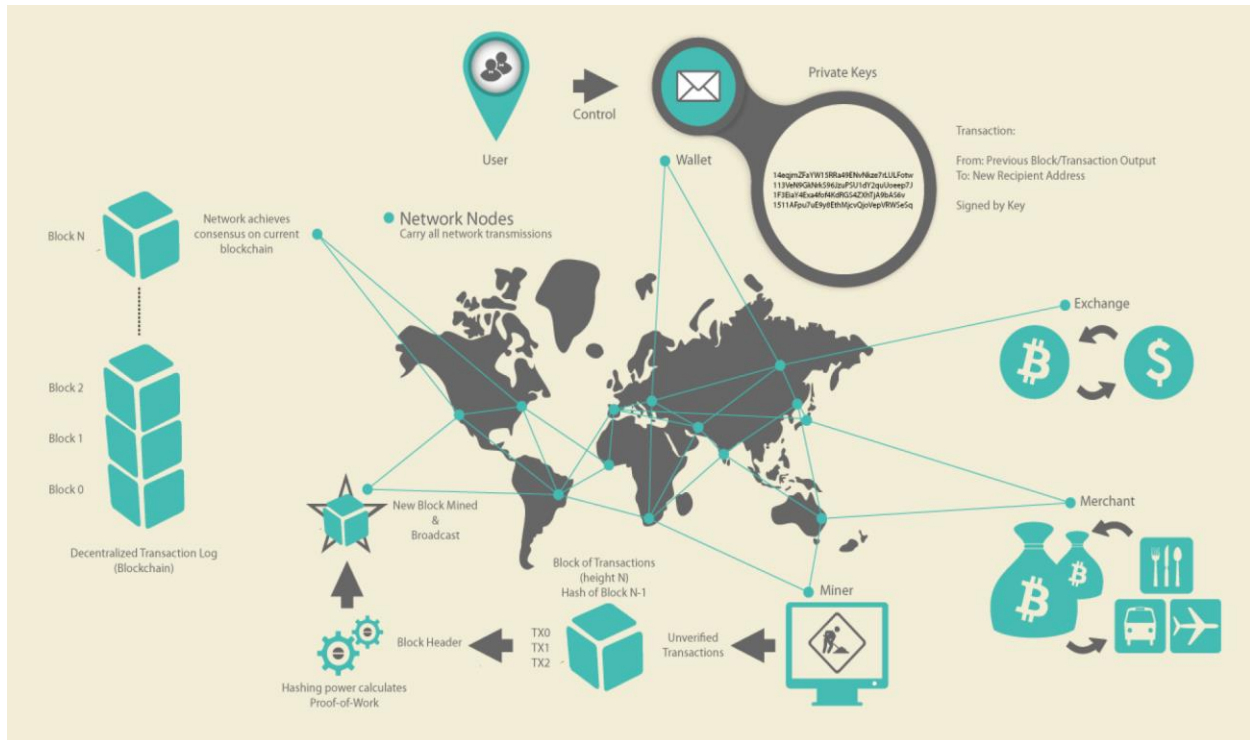 User
Control
Private Keys
Wallet
Transaction:
From: Previous Block/Transaction Output
To: New Recipient Address
Signed by Key
Network Nodes
Carry all network transmissions
Block N
Network achieves
consensus on current
blockchain
Block 2
Block 1
Block 0
Decentralized Transaction Log
(Blockchain)
Exchange
Merchant
New Block Mined
&
Broadcast
Block of Transactions
(height N)
Hash of Block N-1
Miner
Unverified
Transactions
TX0
TX1
TX2
Block Header
Hashing power calculates
Proof-of-Work